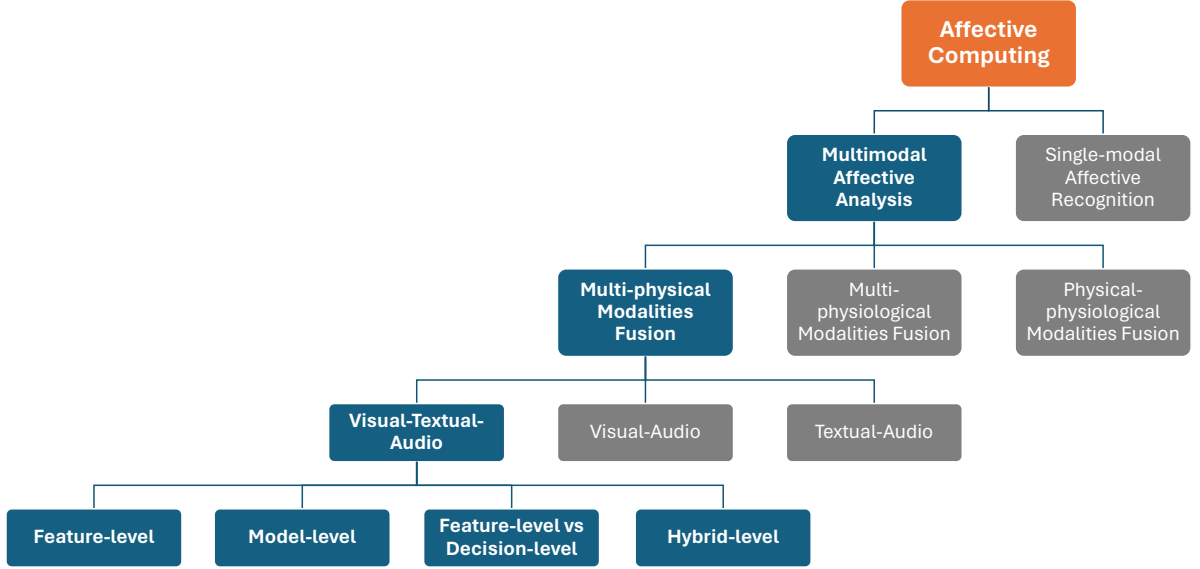 Affective
Computing
Multimodal
Affective
Analysis
Single-modal
Affective
Recognition
Multi-physical
Modalities
Fusion
Multi-
physiological
Modalities Fusion
Physical-
physiological
Modalities Fusion
Visual-Textual-
Audio
Visual-Audio
Textual-Audio
Feature-level
Model-level
Feature-level vs
Decision-level
Hybrid-level